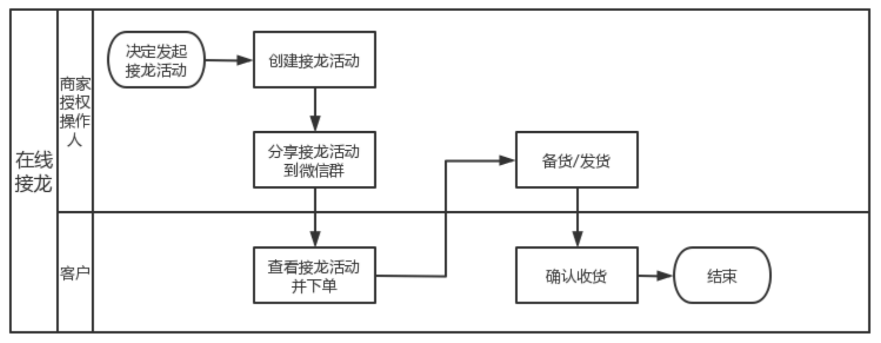 在线
接龙
商家
授权
操作
人
决定发起
接龙活动
创建接龙活动
分享接龙活动
到微信群
备货/发货
客户
查看接龙活动
并下单
确认收货
结束